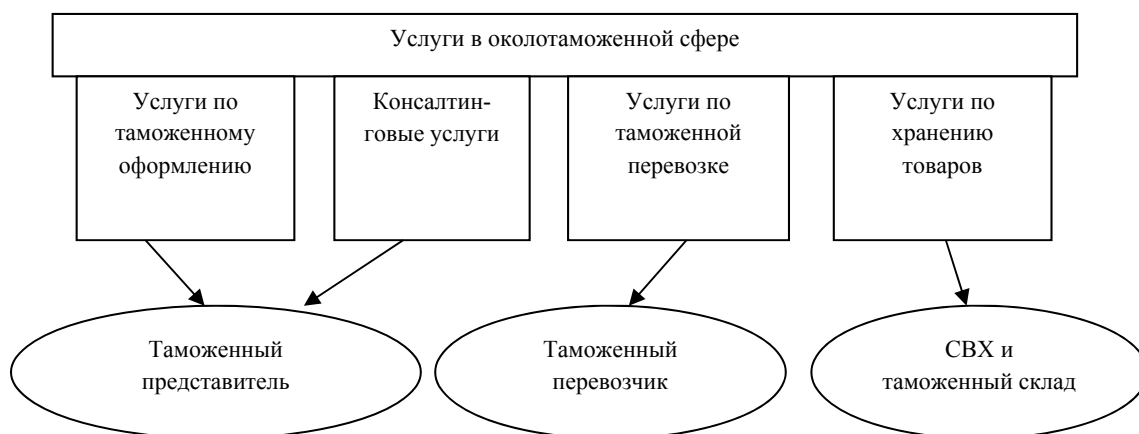 Услуги в околотаможенной сфере
Услуги по
таможенному
оформлению
Консалтин-
говые услуги
Услуги по
таможенной
перевозке
Услуги по
хранению
товаров
Таможенный
представитель
Таможенный
перевозчик
СВХ и
таможенный склад